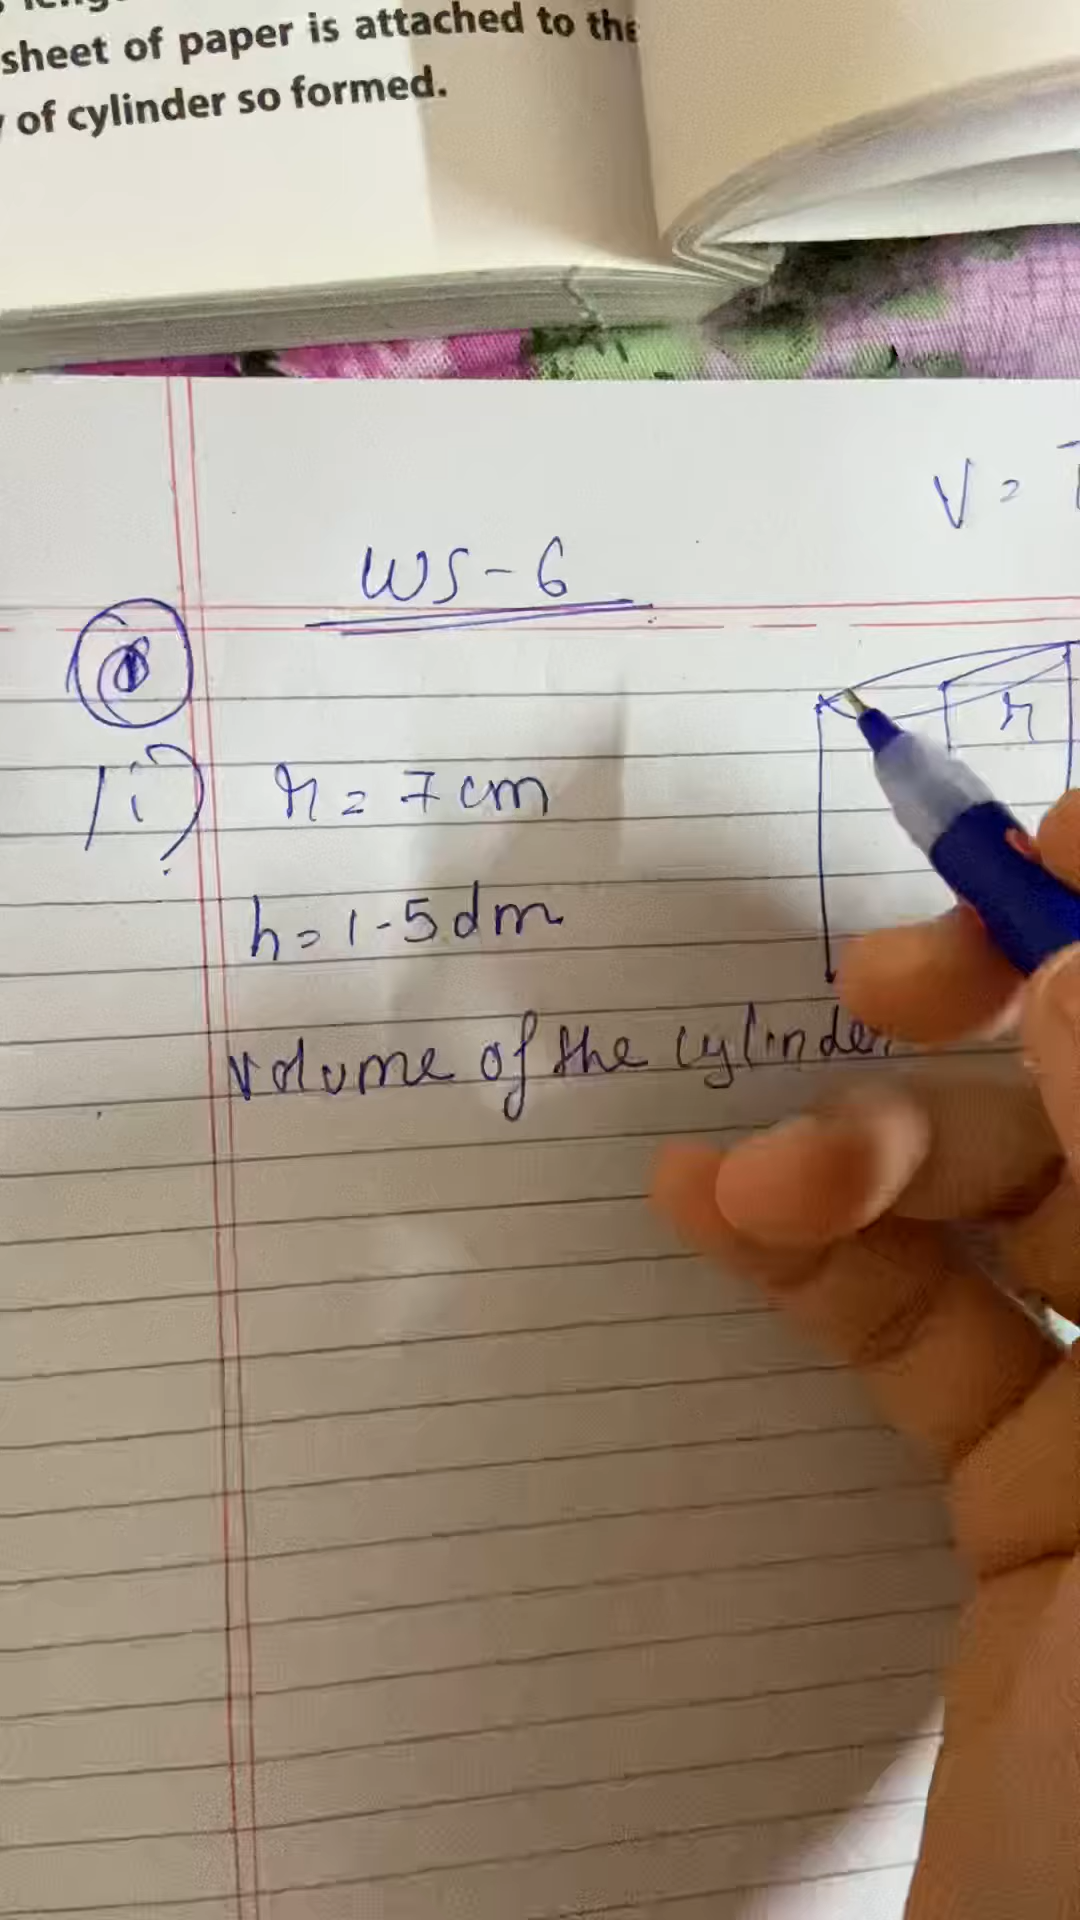 sheet of paper is attached to the
of cylinder so formed.
V =
WS-6
1
r
(i) r = 7 cm
h = 1.5 dm
Volume of the cylinder